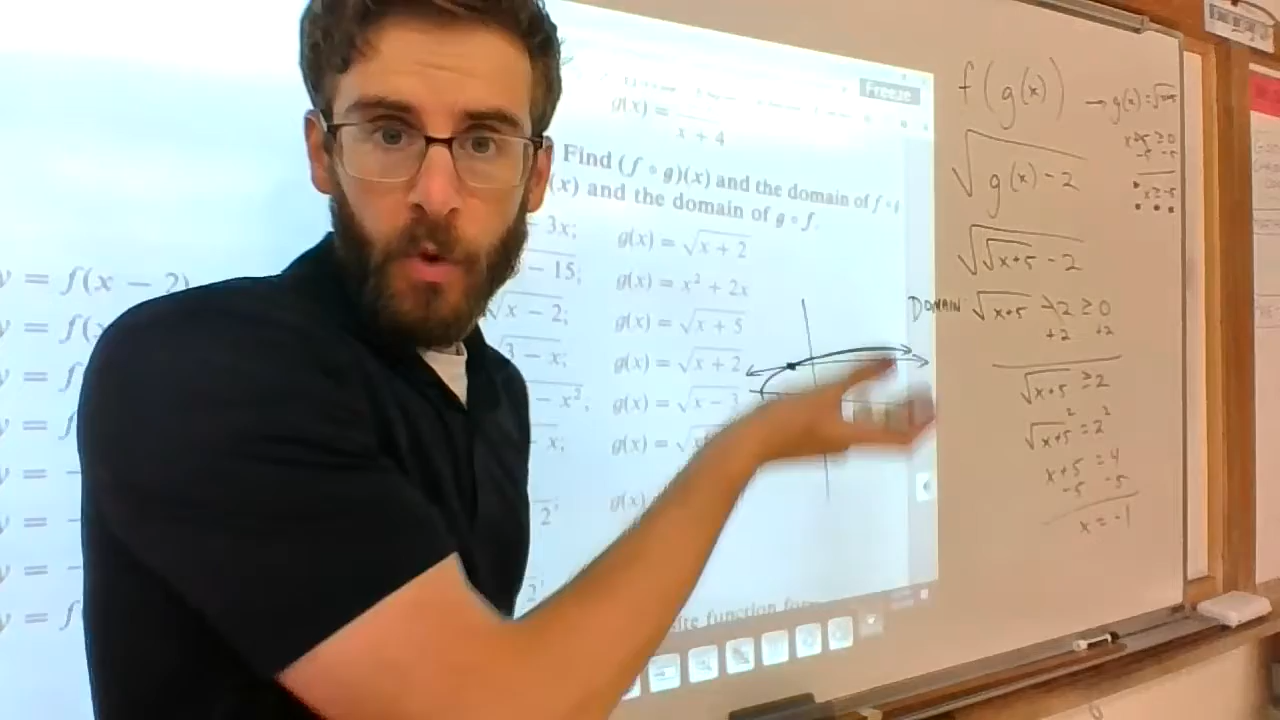 Freeze
g(x) =
x + 4
Find (f ∘ g)(x) and the domain of f ∘
(x) and the domain of g ∘ f.
− 3x; g(x) = √x + 2
− 15; g(x) = x² + 2x
√x − 2; g(x) = √x + 5
3 − x; g(x) = √x + 2
− x², g(x) = √x − 3
− x; g(x) = √
g(x)
2
2
function
y = f(x − 2)
y = f(
y = f
y =
y = −
y = −
y = −
y = f
f(g(x)) → g(x) = √x+5
√g(x) − 2
√√x+5 − 2
x+5 ≥ 0
−5 −5
x ≥ −5
DOMAIN: √x+5 − 2 ≥ 0
+2 +2
√x+5 ≥ 2
√x+5² = 2²
x+5 = 4
−5 −5
x = −1